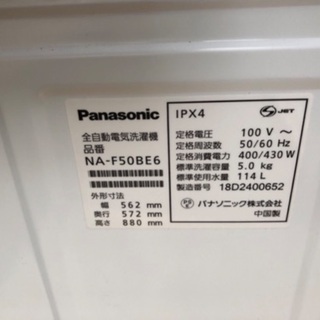 Panasonic
全自動電気洗濯機
品番
NA-F50BE6
外形寸法
幅 562 mm
奥行 572 mm
高さ 880 mm
IPX4
JET
定格電圧 100 V ～
定格周波数 50/60 Hz
定格消費電力 400/430 W
標準洗濯容量 5.0 kg
標準使用水量 114 L
製造番号 18D2400652
パナソニック株式会社
中国製